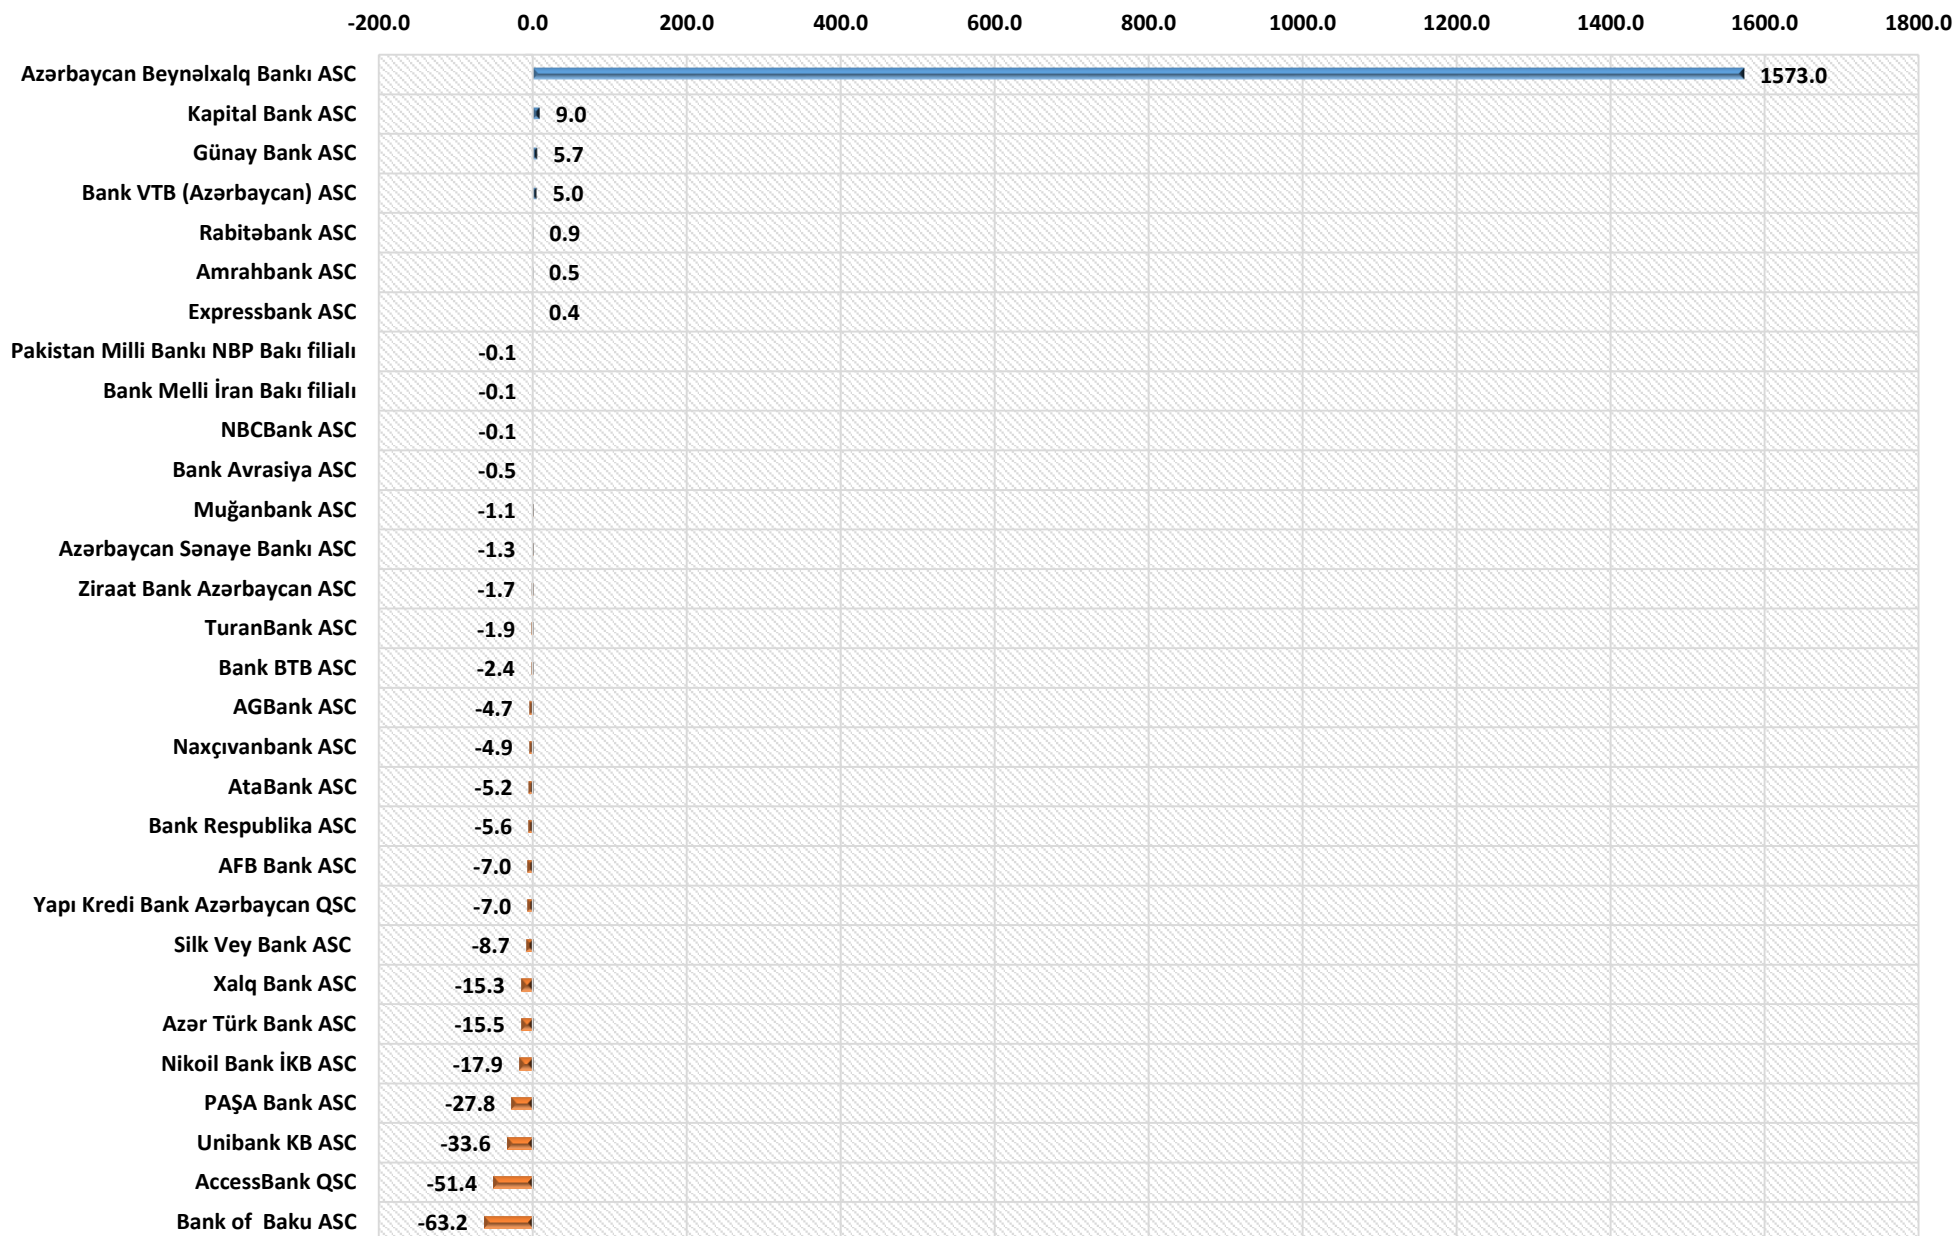 -200.0 0.0 200.0 400.0 600.0 800.0 1000.0 1200.0 1400.0 1600.0 1800.0
Azərbaycan Beynəlxalq Bankı ASC 1573.0
Kapital Bank ASC 9.0
Günay Bank ASC 5.7
Bank VTB (Azərbaycan) ASC 5.0
Rabitəbank ASC 0.9
Amrahbank ASC 0.5
Expressbank ASC 0.4
Pakistan Milli Bankı NBP Bakı filialı -0.1
Bank Melli İran Bakı filialı -0.1
NBCBank ASC -0.1
Bank Avrasiya ASC -0.5
Muğanbank ASC -1.1
Azərbaycan Sənaye Bankı ASC -1.3
Ziraat Bank Azərbaycan ASC -1.7
TuranBank ASC -1.9
Bank BTB ASC -2.4
AGBank ASC -4.7
Naxçıvanbank ASC -4.9
AtaBank ASC -5.2
Bank Respublika ASC -5.6
AFB Bank ASC -7.0
Yapı Kredi Bank Azərbaycan QSC -7.0
Silk Vey Bank ASC -8.7
Xalq Bank ASC -15.3
Azər Türk Bank ASC -15.5
Nikoil Bank İKB ASC -17.9
PAŞA Bank ASC -27.8
Unibank KB ASC -33.6
AccessBank QSC -51.4
Bank of Baku ASC -63.2